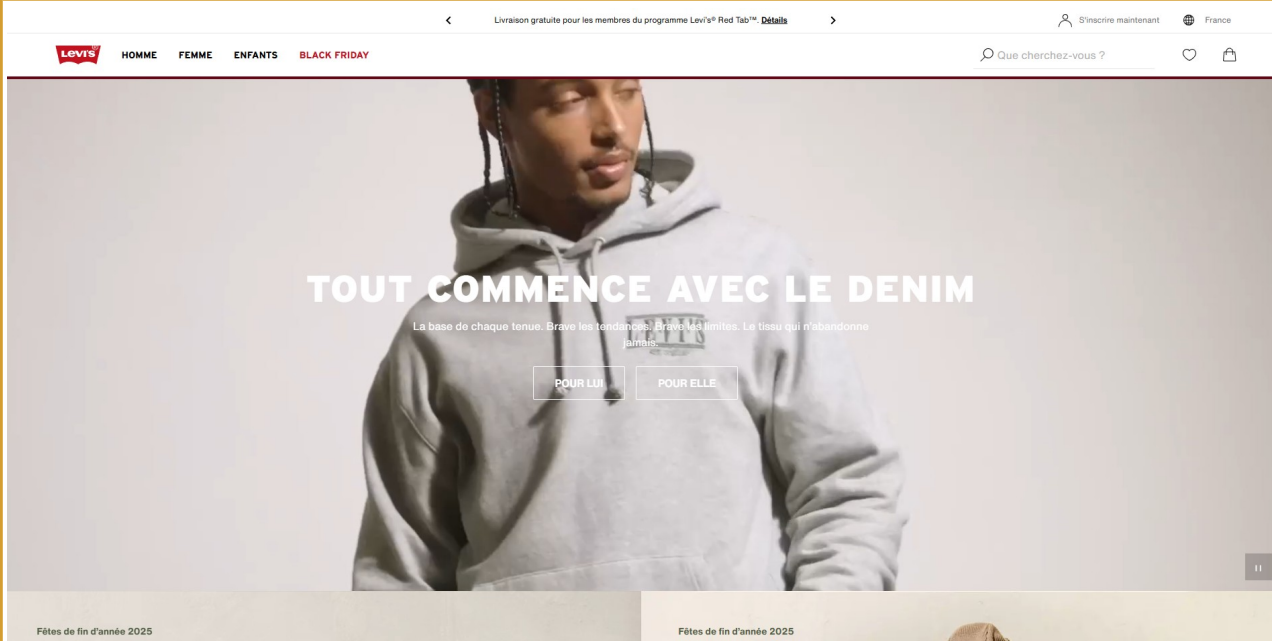 Livraison gratuite pour les membres du programme Levi's® Red Tab™. Détails
S'inscrire maintenant
France
Levi's®
HOMME
FEMME
ENFANTS
BLACK FRIDAY
Que cherchez-vous ?
TOUT COMMENCE AVEC LE DENIM
La base de chaque tenue. Brave les tendances. Brave les limites. Le tissu qui n'abandonne
jamais.
LEVI'S
POUR LUI
POUR ELLE
Fêtes de fin d'année 2025
Fêtes de fin d'année 2025